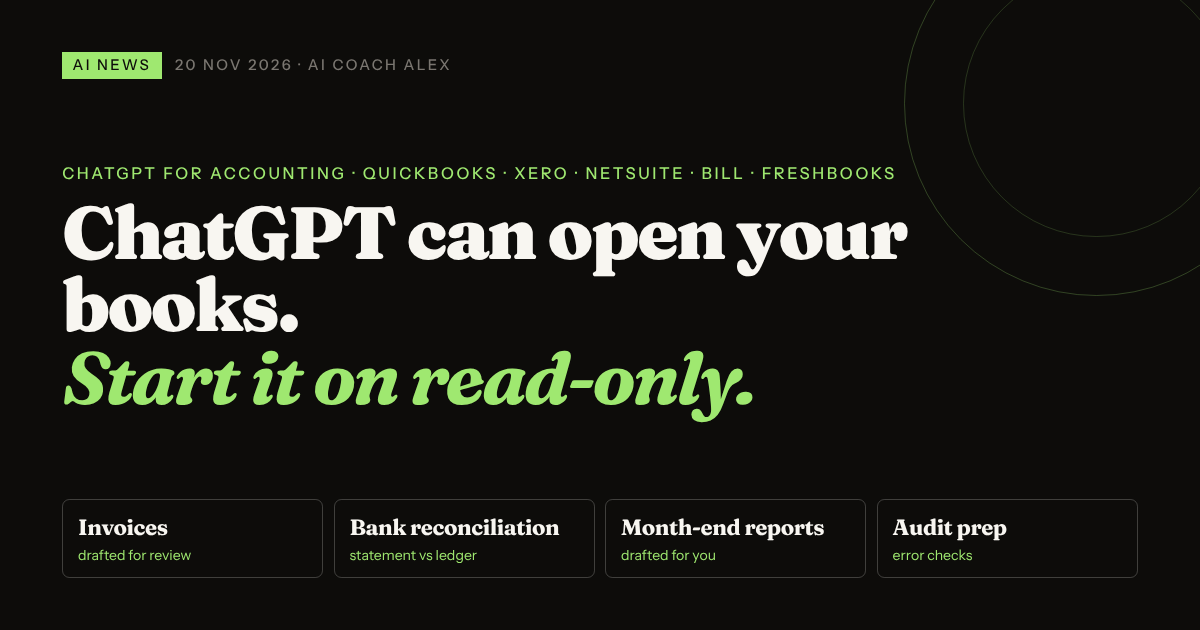 AI NEWS 20 NOV 2026 · AI COACH ALEX
CHATGPT FOR ACCOUNTING · QUICKBOOKS · XERO · NETSUITE · BILL · FRESHBOOKS
ChatGPT can open your
books.
Start it on read-only.
Invoices
drafted for review
Bank reconciliation
statement vs ledger
Month-end reports
drafted for you
Audit prep
error checks